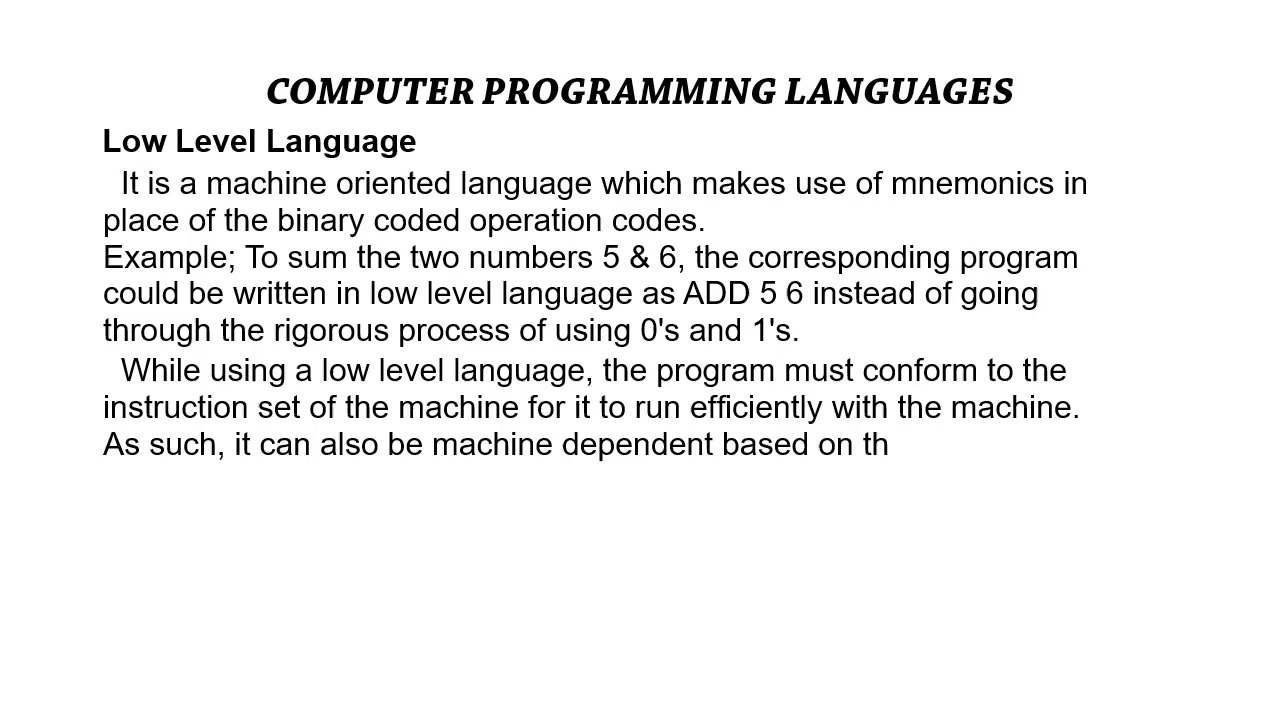 COMPUTER PROGRAMMING LANGUAGES
Low Level Language
It is a machine oriented language which makes use of mnemonics in
place of the binary coded operation codes.
Example; To sum the two numbers 5 & 6, the corresponding program
could be written in low level language as ADD 5 6 instead of going
through the rigorous process of using 0's and 1's.
While using a low level language, the program must conform to the
instruction set of the machine for it to run efficiently with the machine.
As such, it can also be machine dependent based on th